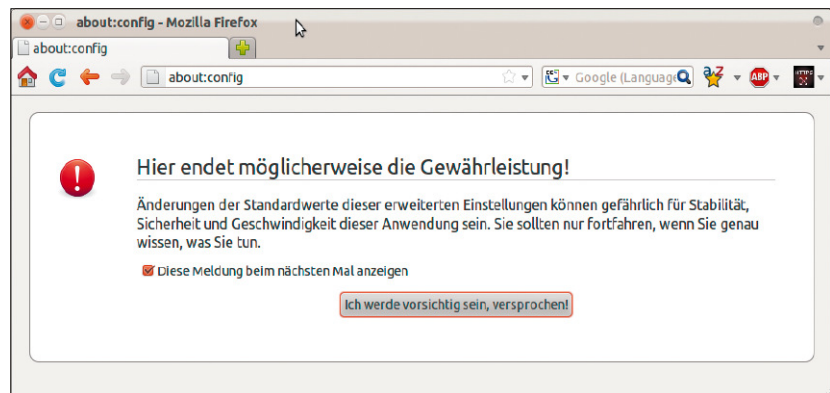 about:config - Mozilla Firefox
about:config
about:config
Google (Language
ABP
HTTPS
Hier endet möglicherweise die Gewährleistung!
Änderungen der Standardwerte dieser erweiterten Einstellungen können gefährlich für Stabilität,
Sicherheit und Geschwindigkeit dieser Anwendung sein. Sie sollten nur fortfahren, wenn Sie genau
wissen, was Sie tun.
Diese Meldung beim nächsten Mal anzeigen
Ich werde vorsichtig sein, versprochen!